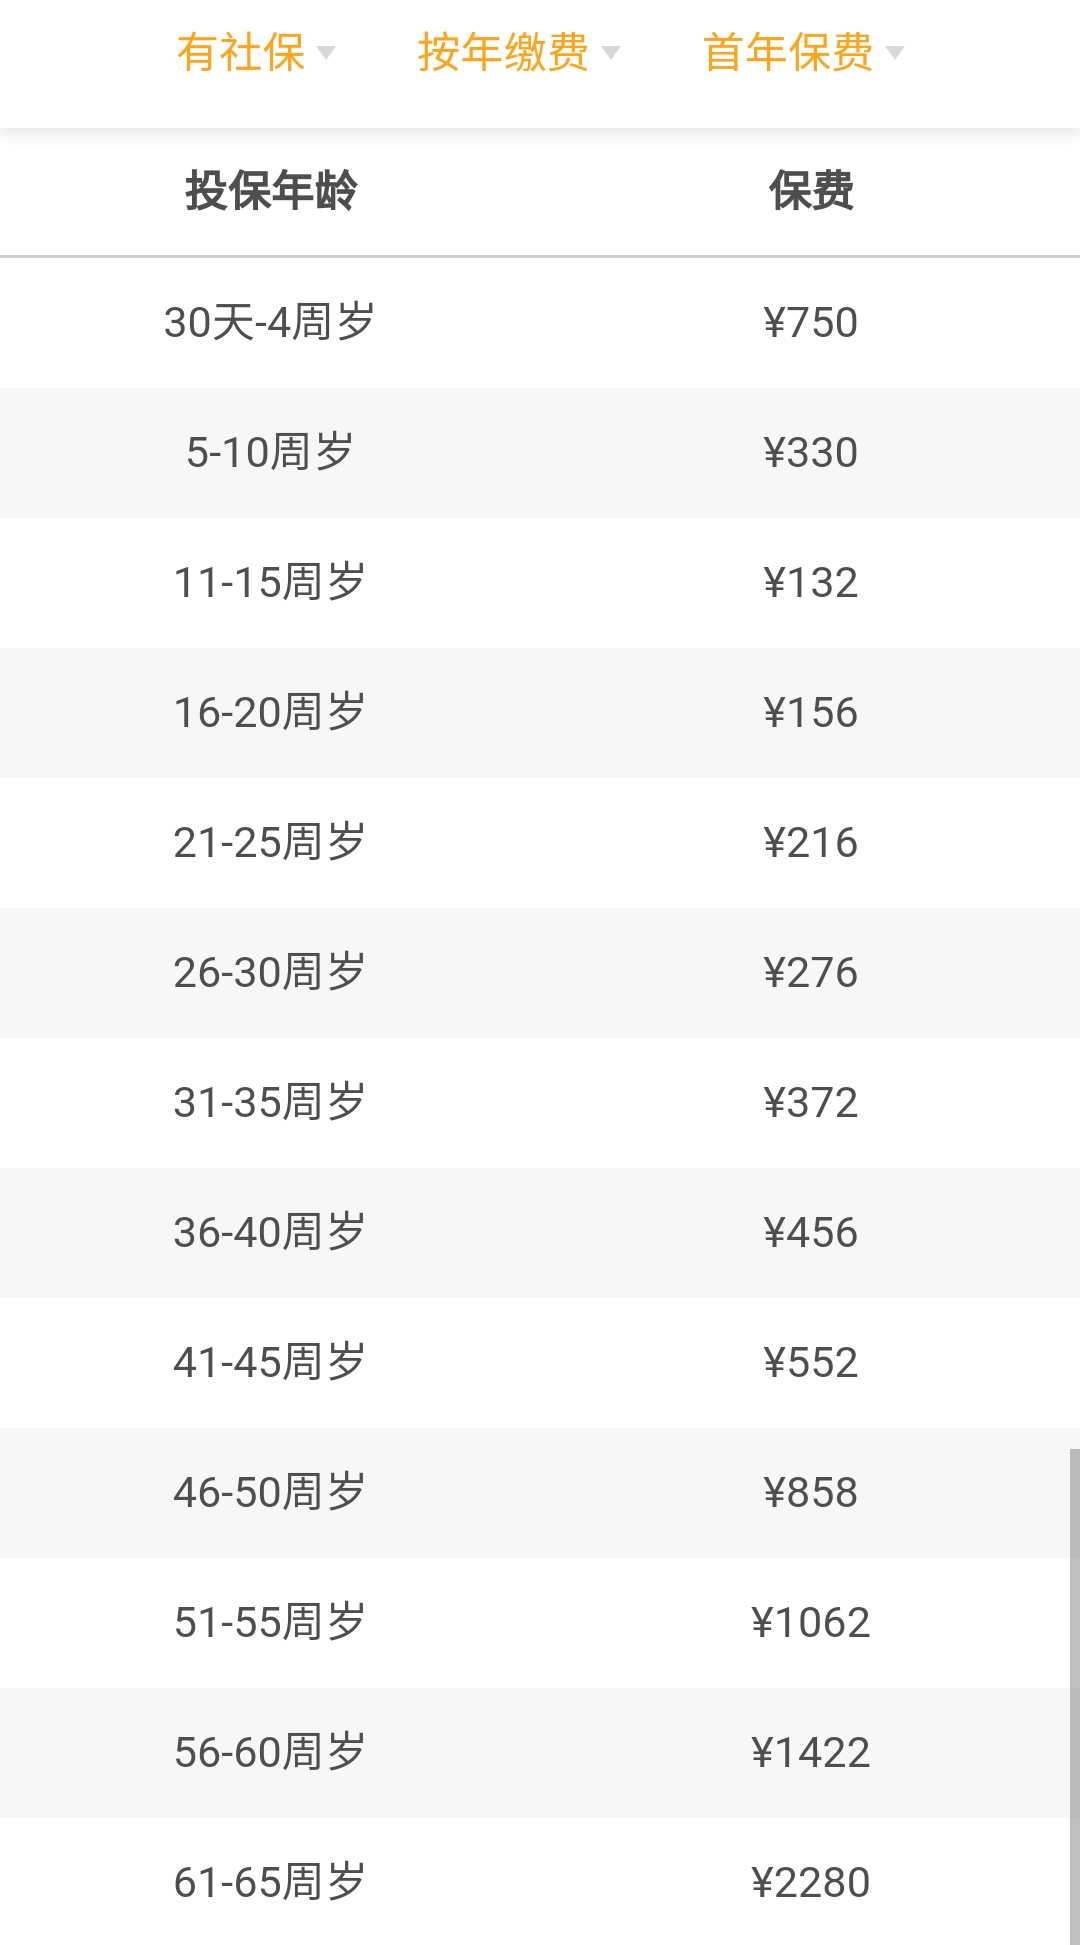 有社保 按年缴费 首年保费
投保年龄 保费
30天-4周岁 ¥750
5-10周岁 ¥330
11-15周岁 ¥132
16-20周岁 ¥156
21-25周岁 ¥216
26-30周岁 ¥276
31-35周岁 ¥372
36-40周岁 ¥456
41-45周岁 ¥552
46-50周岁 ¥858
51-55周岁 ¥1062
56-60周岁 ¥1422
61-65周岁 ¥2280